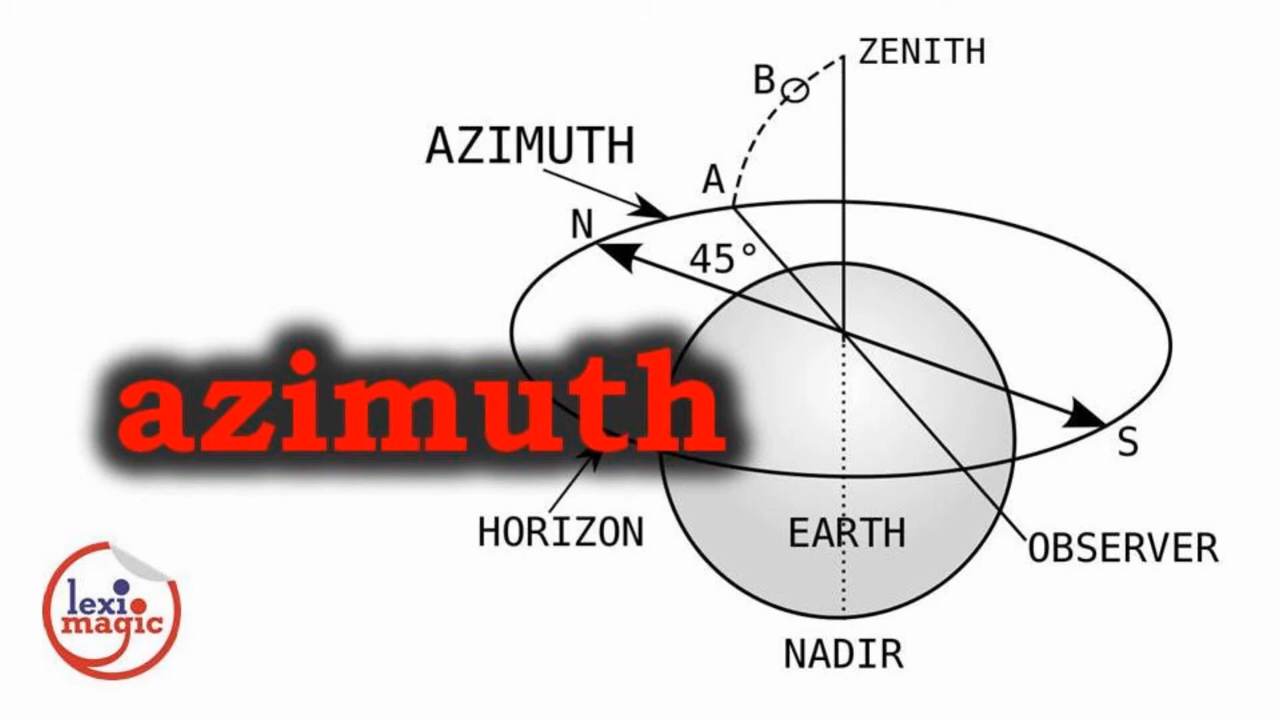 ZENITH
B
AZIMUTH
A
N
45°
azimuth
S
HORIZON
EARTH
OBSERVER
lexi
magic
NADIR